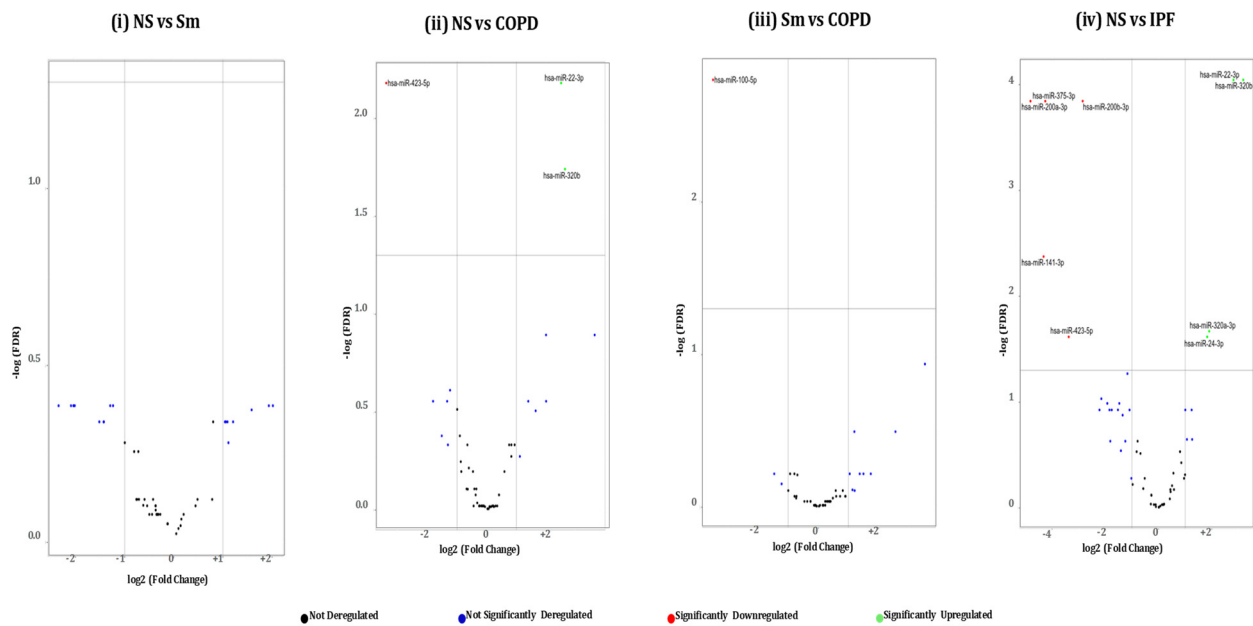 (i) NS vs Sm
(ii) NS vs COPD
(iii) Sm vs COPD
(iv) NS vs IPF
-log (FDR)
1.0
0.5
0.0
-2
-1
0
+1
+2
log2 (Fold Change)
-log (FDR)
hsa-miR-423-5p
hsa-miR-22-3p
hsa-miR-320b
2.0
1.5
1.0
0.5
0.0
-2
0
+2
log2 (Fold Change)
-log (FDR)
hsa-miR-100-5p
2
1
0
-2
0
+2
log2 (Fold Change)
-log (FDR)
4
3
2
1
0
hsa-miR-22-3p
hsa-miR-320b
hsa-miR-375-3p
hsa-miR-200a-3p
hsa-miR-200b-3p
hsa-miR-141-3p
hsa-miR-423-5p
hsa-miR-320a-3p
hsa-miR-24-3p
-4
-2
0
+2
log2 (Fold Change)
Not Deregulated
Not Significantly Deregulated
Significantly Downregulated
Significantly Upregulated